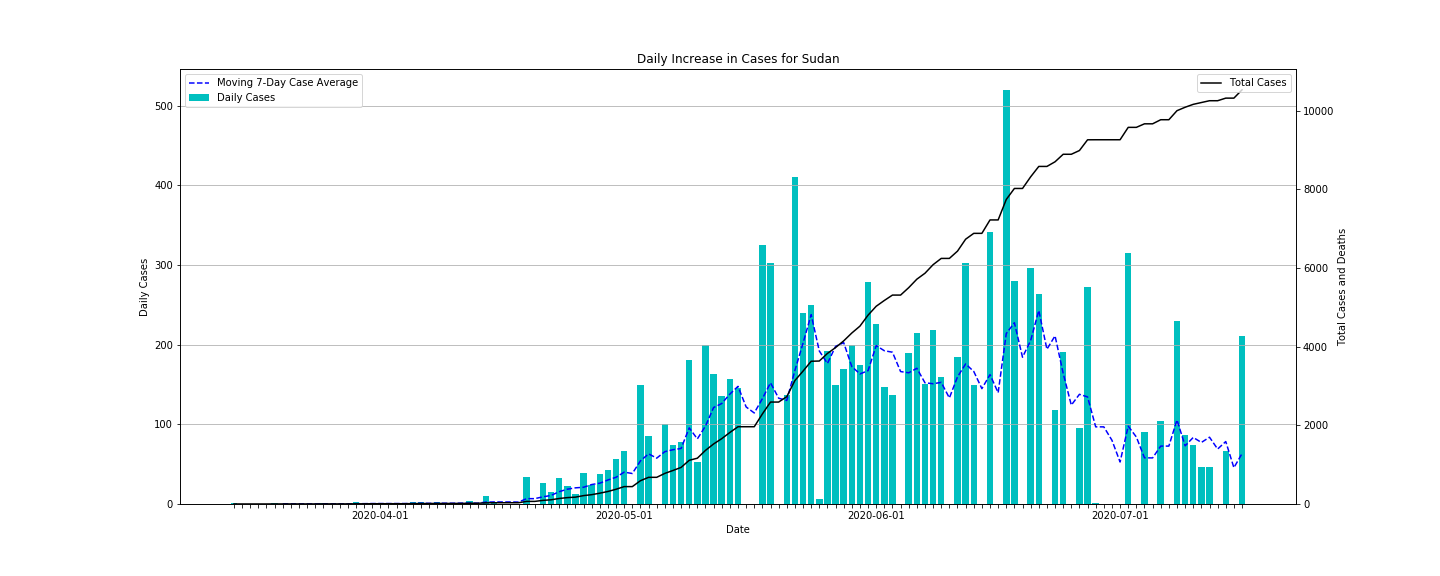 Daily Increase in Cases for Sudan
Moving 7-Day Case Average
Daily Cases
Total Cases
500
400
300
200
100
0
10000
8000
6000
4000
2000
0
Daily Cases
Total Cases and Deaths
2020-04-01
2020-05-01
2020-06-01
2020-07-01
Date